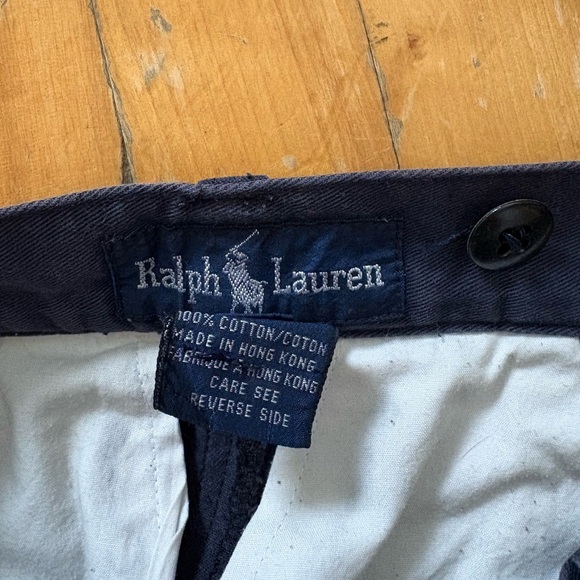 Ralph Lauren
100% COTTON/COTON
MADE IN HONG KONG
FABRIQUE À HONG KONG
CARE SEE
REVERSE SIDE